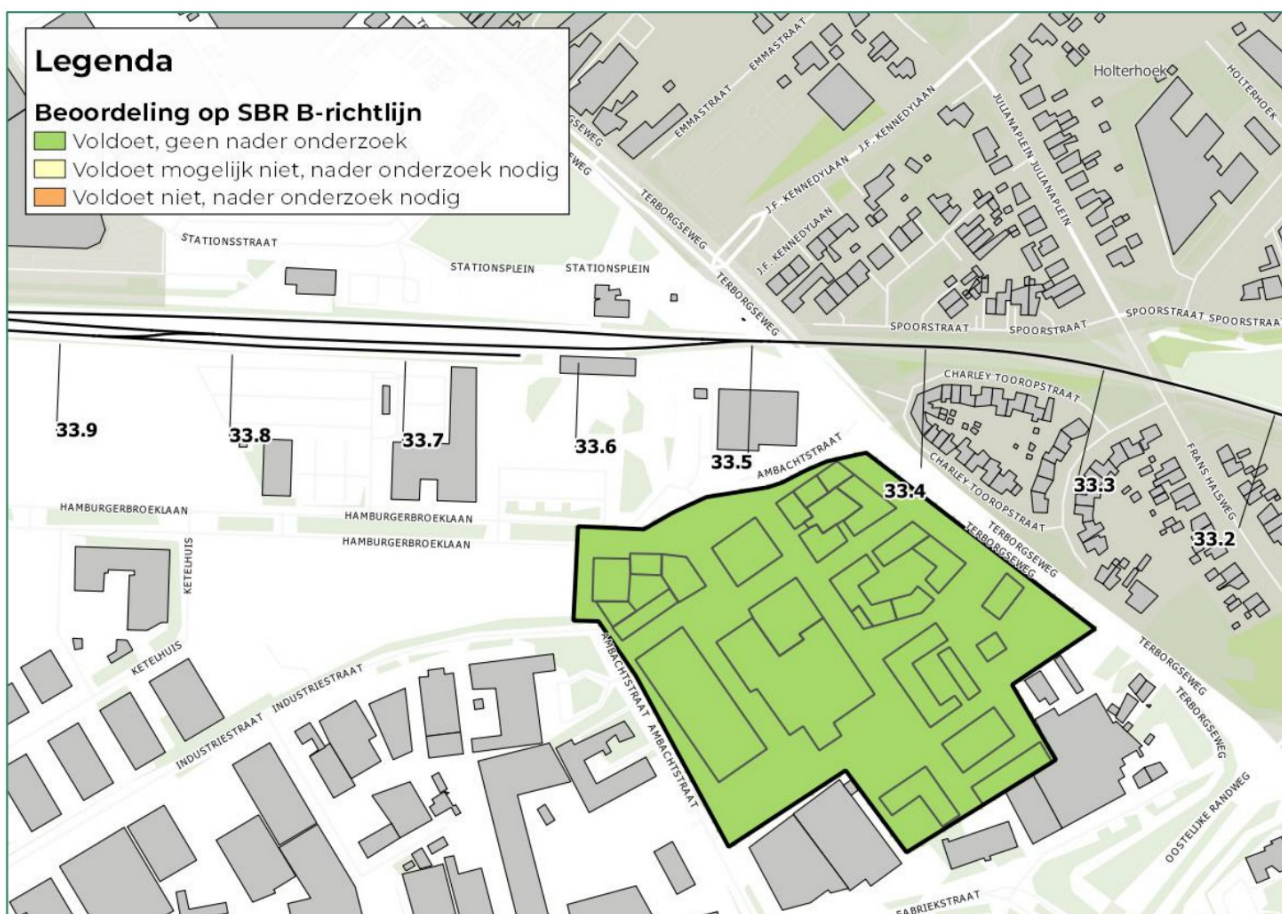 Legenda
Beoordeling op SBR B-richtlijn
Voldoet, geen nader onderzoek
Voldoet mogelijk niet, nader onderzoek nodig
Voldoet niet, nader onderzoek nodig
EMMASTRAAT
EMMASTRAAT
Holterhoek
HOLTERHOEK
J.F. KENNEDYLAAN
J.F. KENNEDYLAAN
J.F. KENNEDYLAAN
JULIANAPLEIN JULIANAPLEIN
TERBORGSEWEG
TERBORGSEWEG
STATIONSSTRAAT
STATIONSPLEIN
STATIONSPLEIN
SPOORSTRAAT
SPOORSTRAAT
SPOORSTRAAT SPOORSTRAAT
CHARLEY TOOROPSTRAAT
CHARLEY TOOROPSTRAAT
CHARLEY TOOROPSTRAAT
FRANS HALSWEG
33.9
33.8
33.7
33.6
33.5
33.4
33.3
33.2
AMBACHTSTRAAT
HAMBURGERBROEKLAAN
HAMBURGERBROEKLAAN
HAMBURGERBROEKLAAN
KETELHUIS
KETELHUIS
TERBORGSEWEG
TERBORGSEWEG
TERBORGSEWEG
TERBORGSEWEG
INDUSTRIESTRAAT INDUSTRIESTRAAT
AMBACHTSTRAAT AMBACHTSTRAAT
OOSTELIJKE RANDWEG
FABRIEKSTRAAT